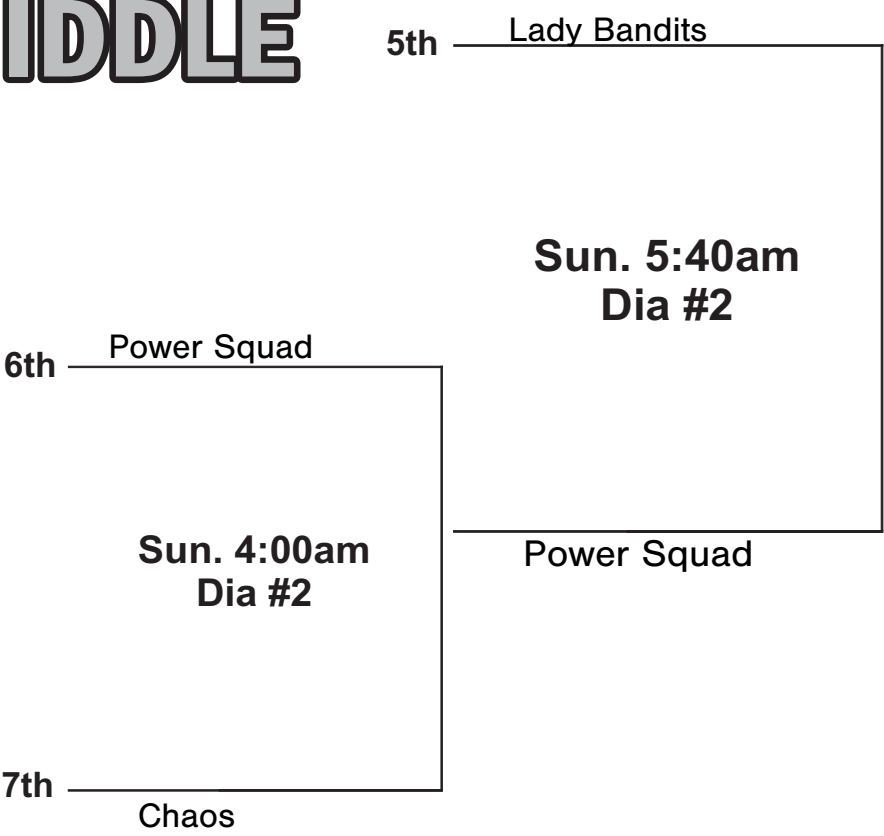 IDDLE
5th Lady Bandits
Sun. 5:40am
Dia #2
6th Power Squad
Sun. 4:00am
Dia #2
Power Squad
7th
Chaos